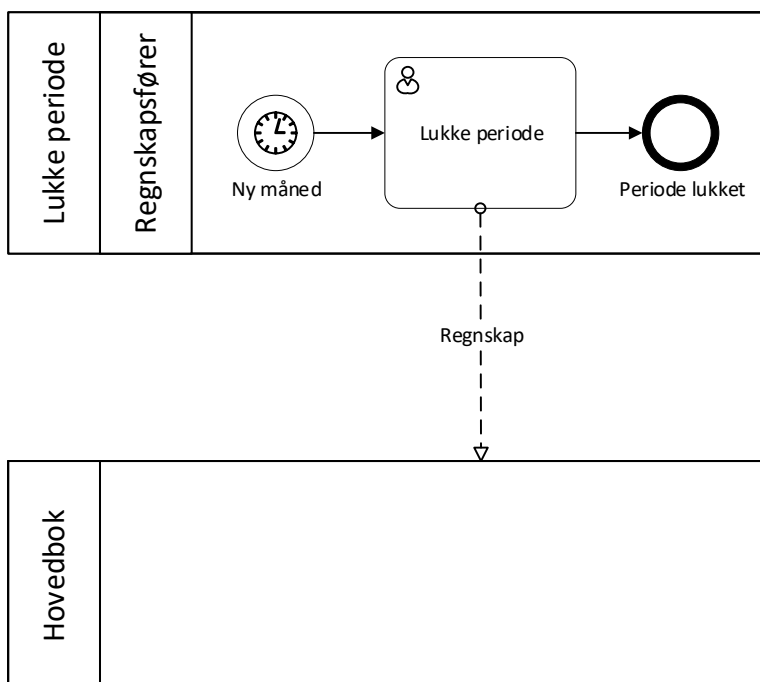 Lukke periode
Regnskapsfører
Lukke periode
Ny måned
Periode lukket
Regnskap
Hovedbok